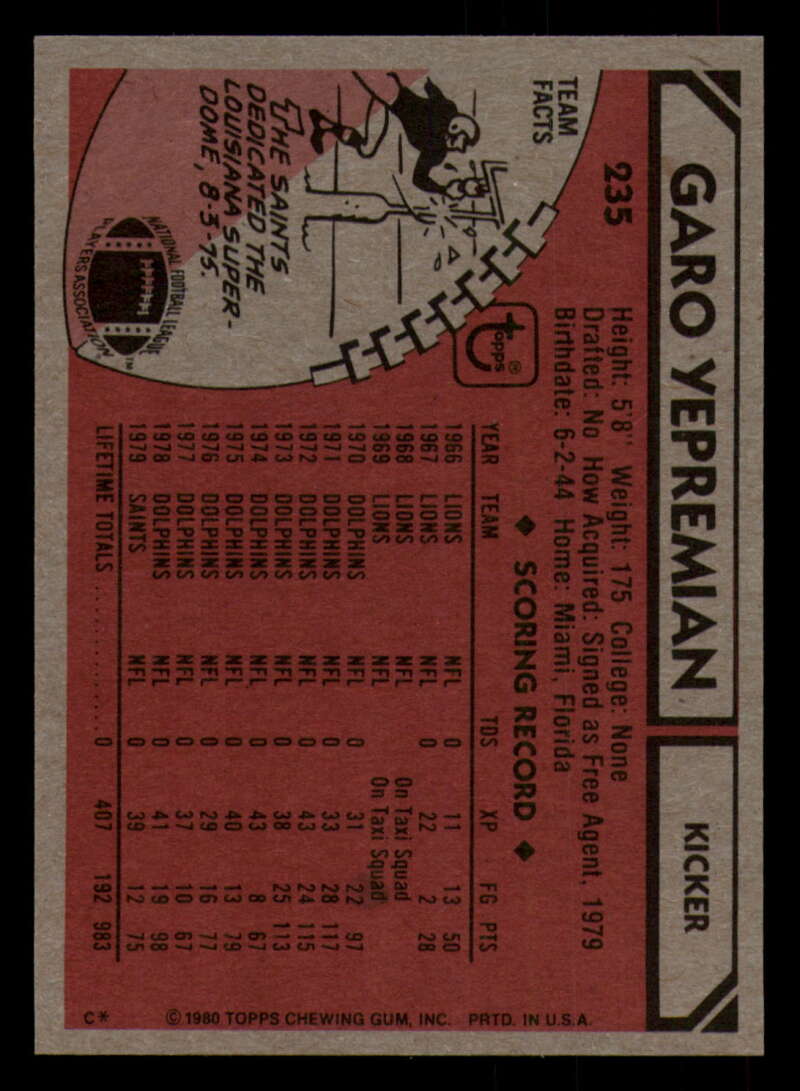 GARO YEPREMIAN
KICKER
235
Height: 5'8" Weight: 175 College: None
Drafted: No How Acquired: Signed as Free Agent, 1979
Birthdate: 6-2-44 Home: Miami, Florida
TEAM
FACTS
THE SAINTS
DEDICATED THE
LOUISIANA SUPER-
DOME, 8-3-75.
NATIONAL FOOTBALL LEAGUE
PLAYERS ASSOCIATION™
topps®
◆ SCORING RECORD ◆
YEAR TEAM TDS XP FG PTS
1966 LIONS NFL 0 11 13 50
1967 LIONS NFL 0 22 2 28
1968 LIONS NFL On Taxi Squad
1969 LIONS NFL On Taxi Squad
1970 DOLPHINS NFL 0 31 22 97
1971 DOLPHINS NFL 0 33 28 117
1972 DOLPHINS NFL 0 43 24 115
1973 DOLPHINS NFL 0 38 25 113
1974 DOLPHINS NFL 0 43 8 67
1975 DOLPHINS NFL 0 40 13 79
1976 DOLPHINS NFL 0 29 16 77
1977 DOLPHINS NFL 0 37 10 67
1978 DOLPHINS NFL 0 41 19 98
1979 SAINTS NFL 0 39 12 75
LIFETIME TOTALS .............. 0 407 192 983
C* © 1980 TOPPS CHEWING GUM, INC. PRTD. IN U.S.A.